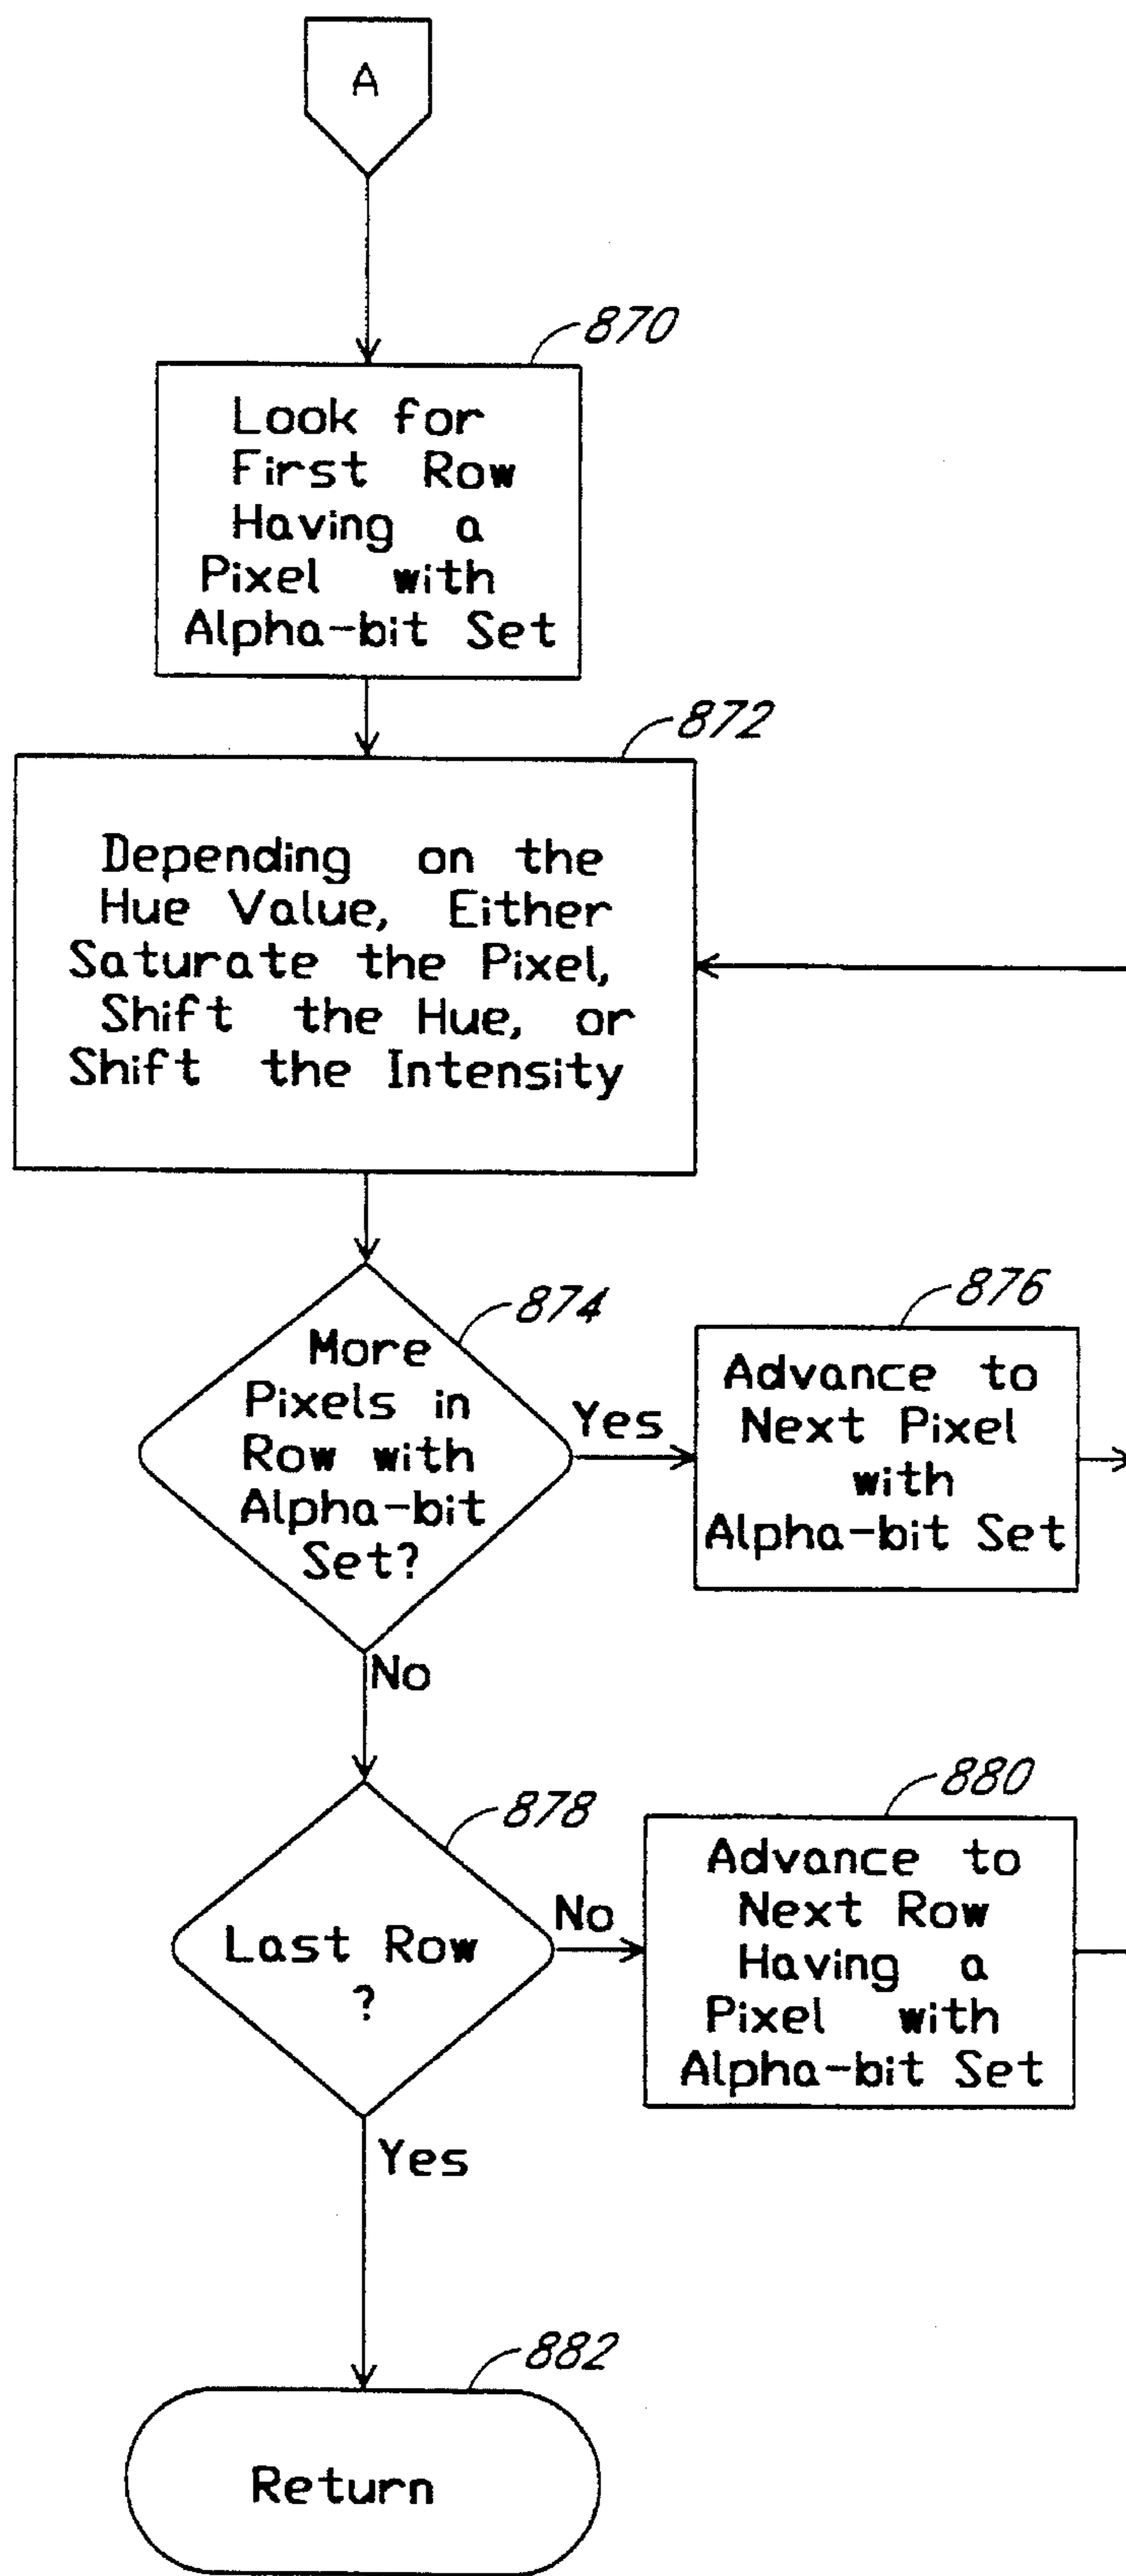 A
870
Look for
First Row
Having a
Pixel with
Alpha-bit Set
872
Depending on the
Hue Value, Either
Saturate the Pixel,
Shift the Hue, or
Shift the Intensity
874
More
Pixels in
Row with
Alpha-bit
Set?
Yes
876
Advance to
Next Pixel
with
Alpha-bit Set
No
878
Last Row
?
No
880
Advance to
Next Row
Having a
Pixel with
Alpha-bit Set
Yes
882
Return